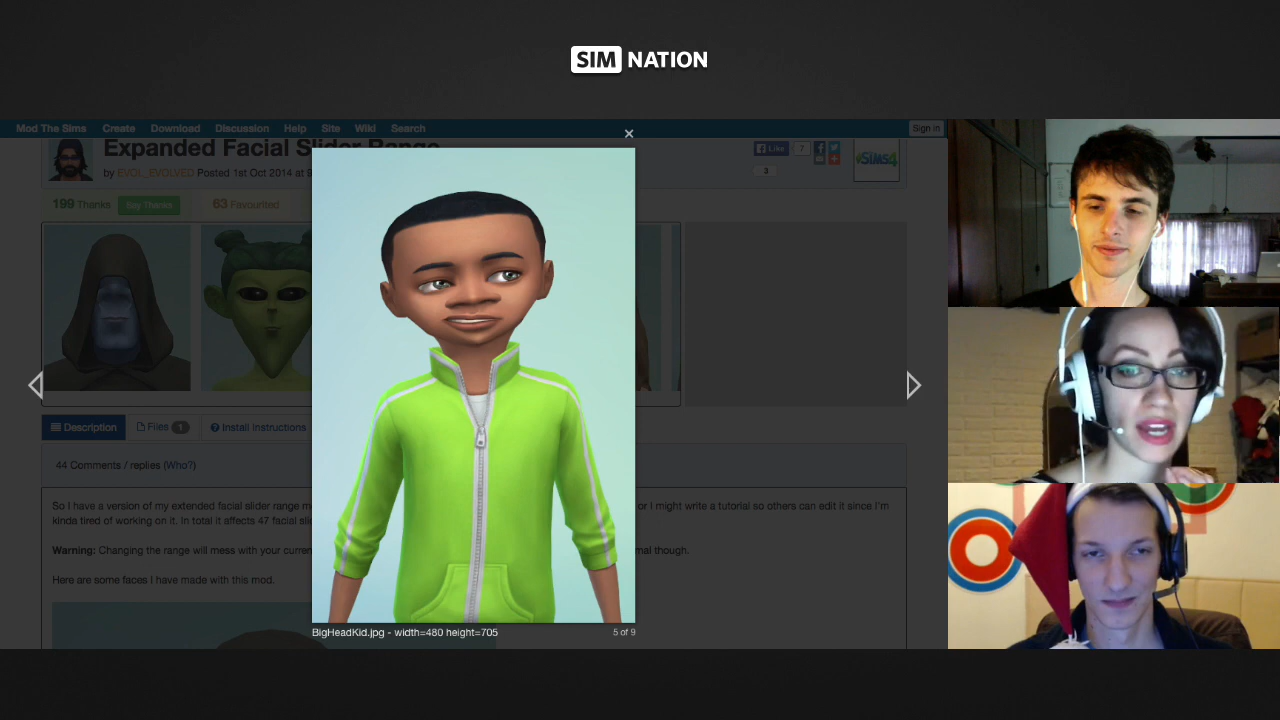 SIM NATION
Mod The Sims Create Download Discussion Help Site Wiki Search Sign in
Expanded Facial Slider Range
by EVOL_EVOLVED Posted 1st Oct 2014 at 9
Like 7
3
SIMS4
199 Thanks Say Thanks 63 Favourited
Description Files 1 Install Instructions
44 Comments / replies (Who?)
So I have a version of my extended facial slider range m or I might write a tutorial so others can edit it since I'm
kinda tired of working on it. In total it affects 47 facial
Warning: Changing the range will mess with your curren mal though.
Here are some faces I have made with this mod.
BigHeadKid.jpg - width=480 height=705 5 of 9